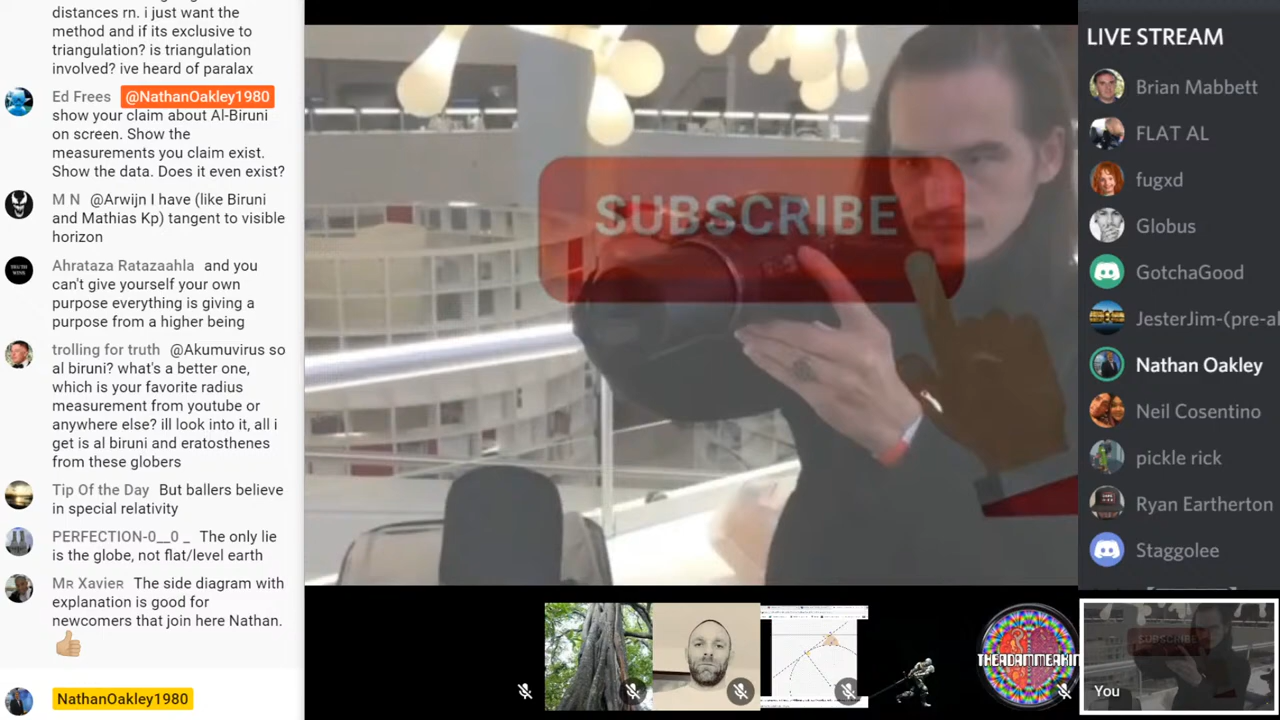 distances rn. i just want the
method and if its exclusive to
triangulation? is triangulation
involved? ive heard of paralax
Ed Frees @NathanOakley1980
show your claim about Al-Biruni
on screen. Show the
measurements you claim exist.
Show the data. Does it even exist?
M N @Arwijn I have (like Biruni
and Mathias Kp) tangent to visible
horizon
Ahrataza Ratazaahla and you
can't give yourself your own
purpose everything is giving a
purpose from a higher being
trolling for truth @Akumuvirus so
al biruni? what's a better one,
which is your favorite radius
measurement from youtube or
anywhere else? ill look into it, all i
get is al biruni and eratosthenes
from these globers
Tip Of the Day But ballers believe
in special relativity
PERFECTION-0__0 _ The only lie
is the globe, not flat/level earth
MR XAVIER The side diagram with
explanation is good for
newcomers that join here Nathan.
NathanOakley1980
SUBSCRIBE
LIVE STREAM
Brian Mabbett
FLAT AL
fugxd
Globus
GotchaGood
JesterJim-(pre-al
Nathan Oakley
Neil Cosentino
pickle rick
Ryan Eartherton
Staggolee
THEADAMMEAKIN
SUBSCRIBE
You